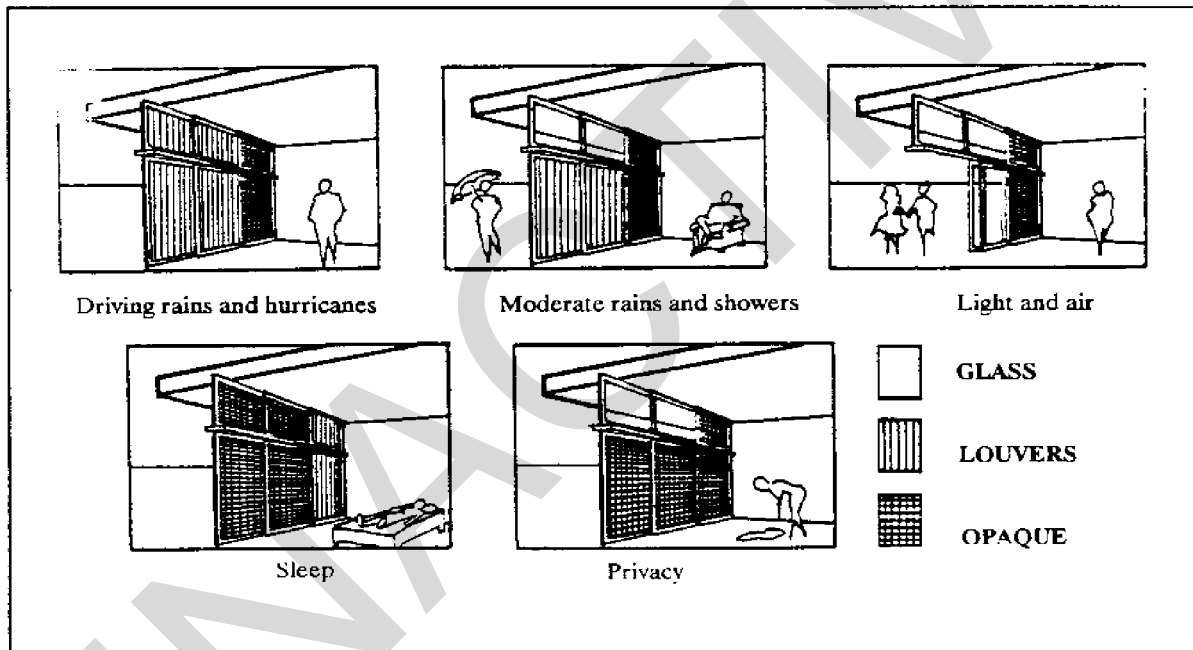 Driving rains and hurricanes
Moderate rains and showers
Light and air
Sleep
Privacy
GLASS
LOUVERS
OPAQUE